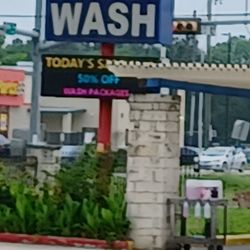 WASH
TODAY'S
50% OFF
WASH PACKAGES